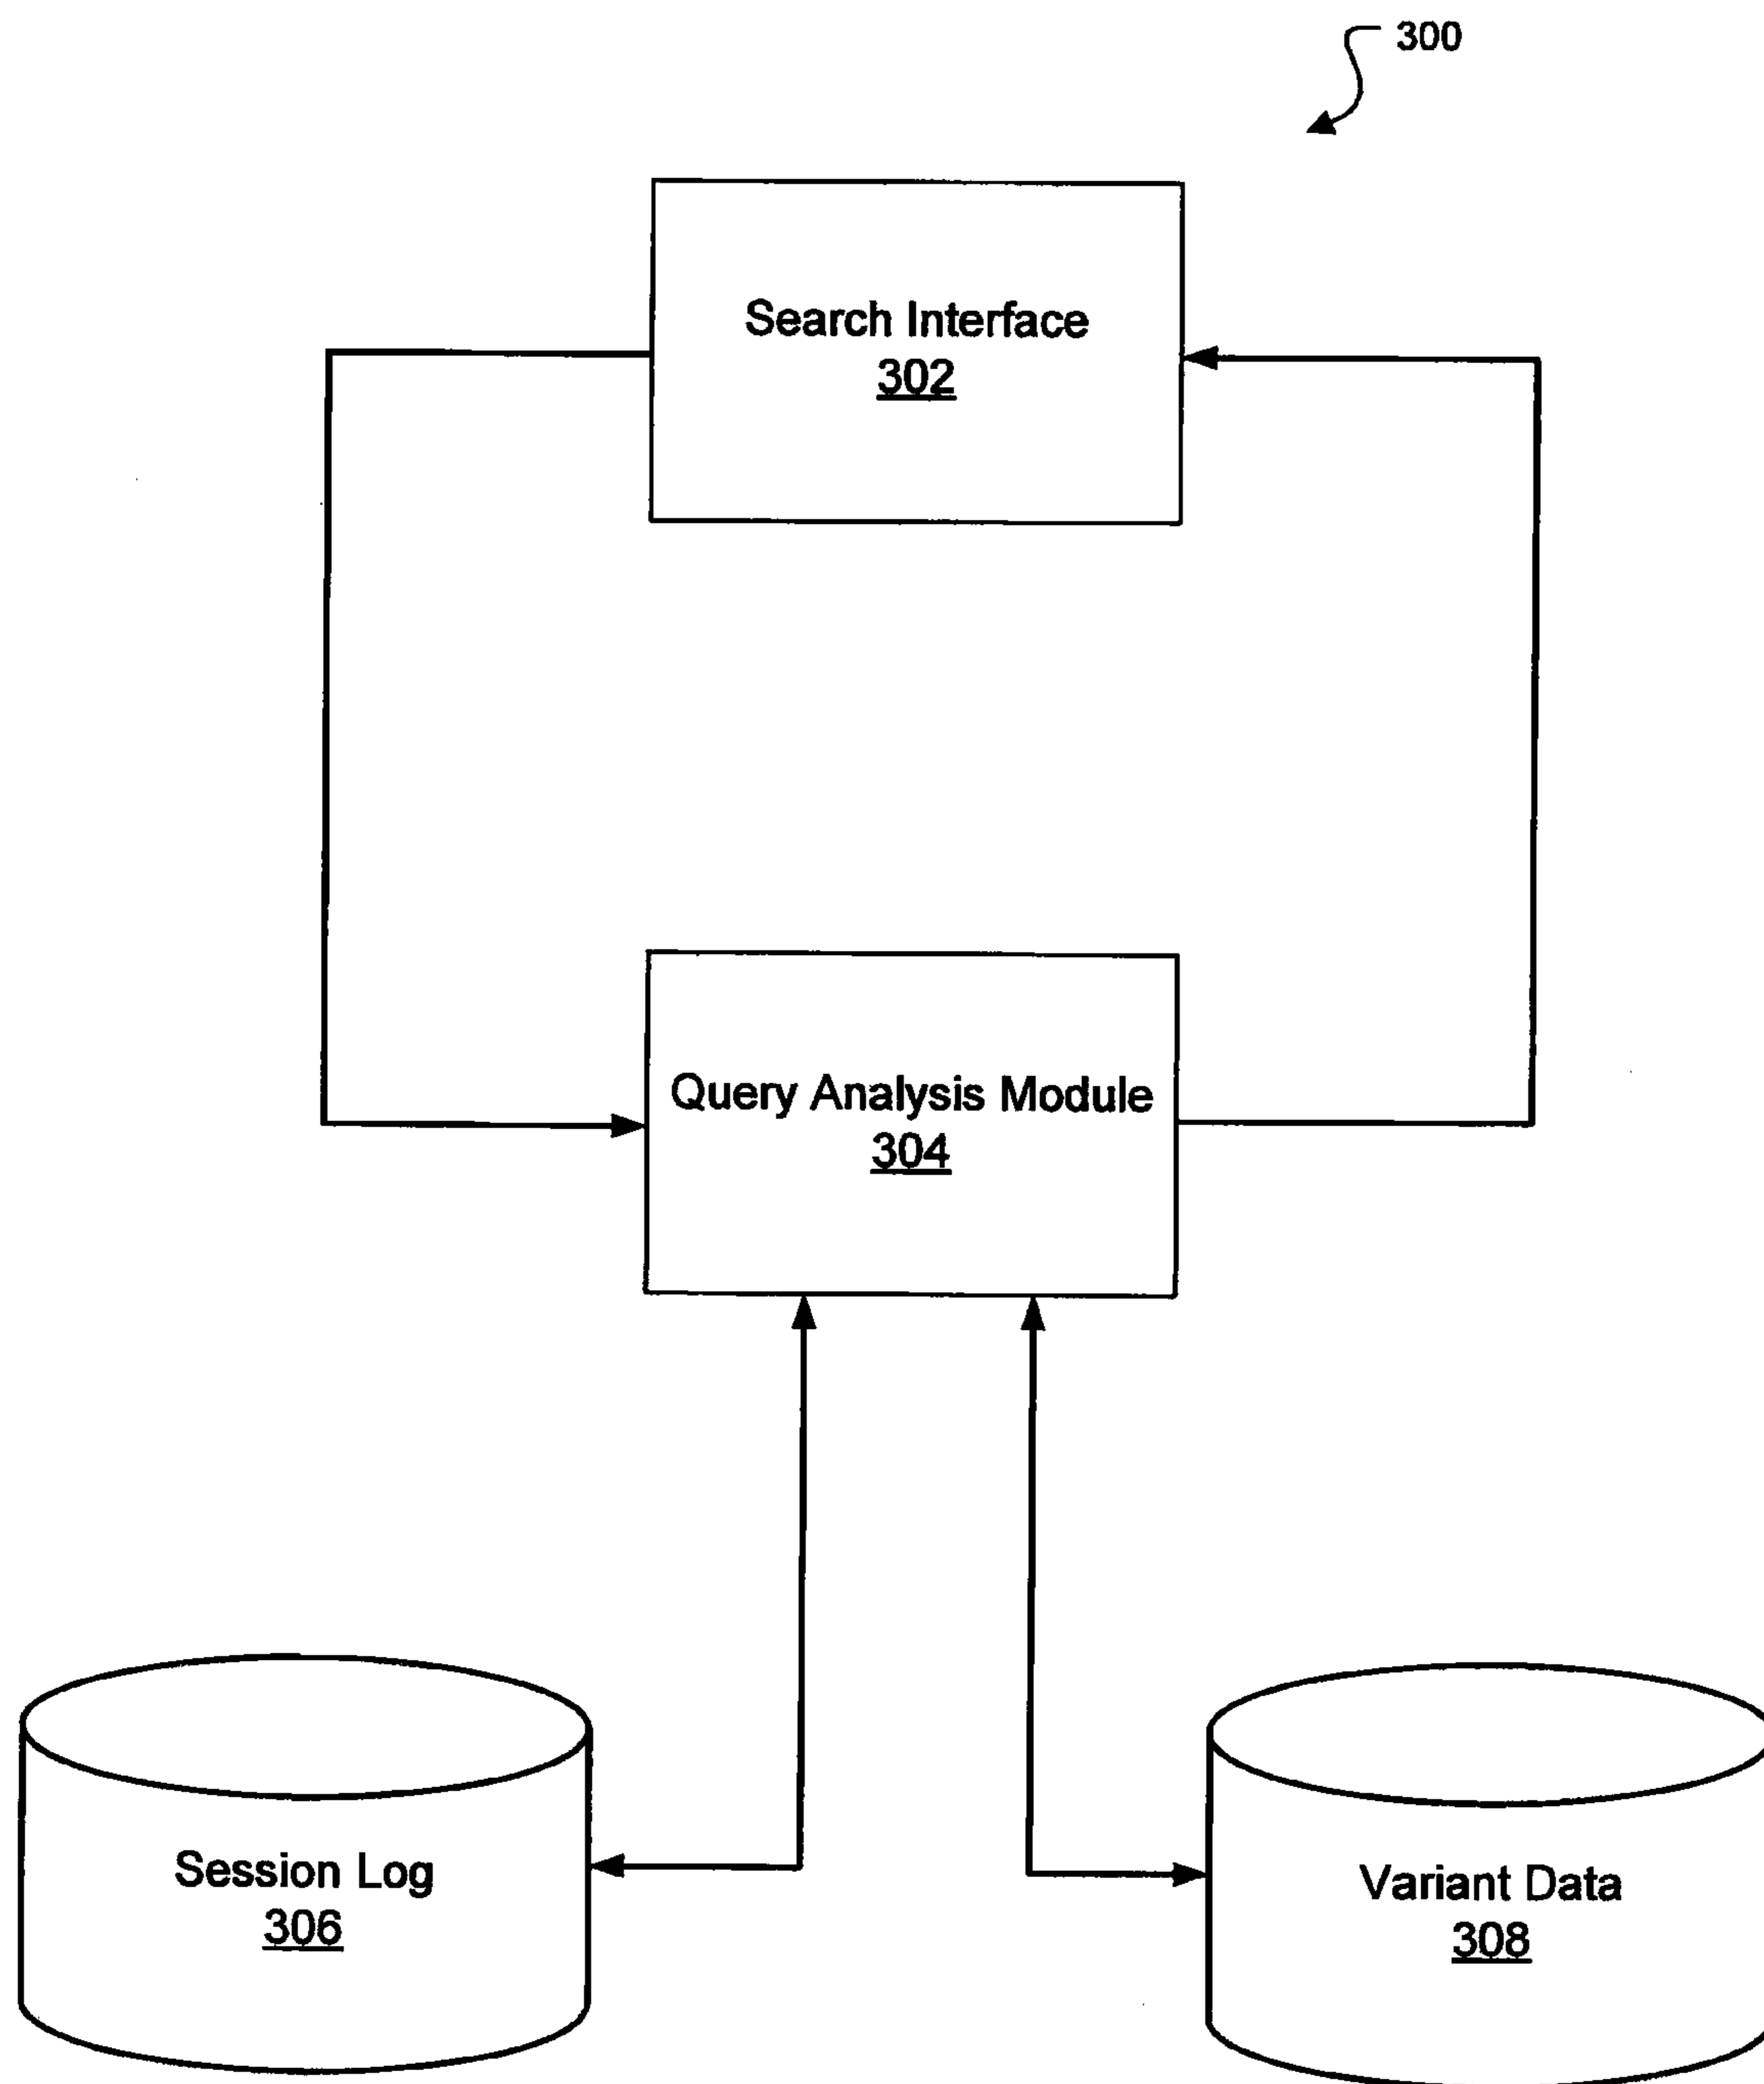 300
Search Interface
302
Query Analysis Module
304
Session Log
306
Variant Data
308